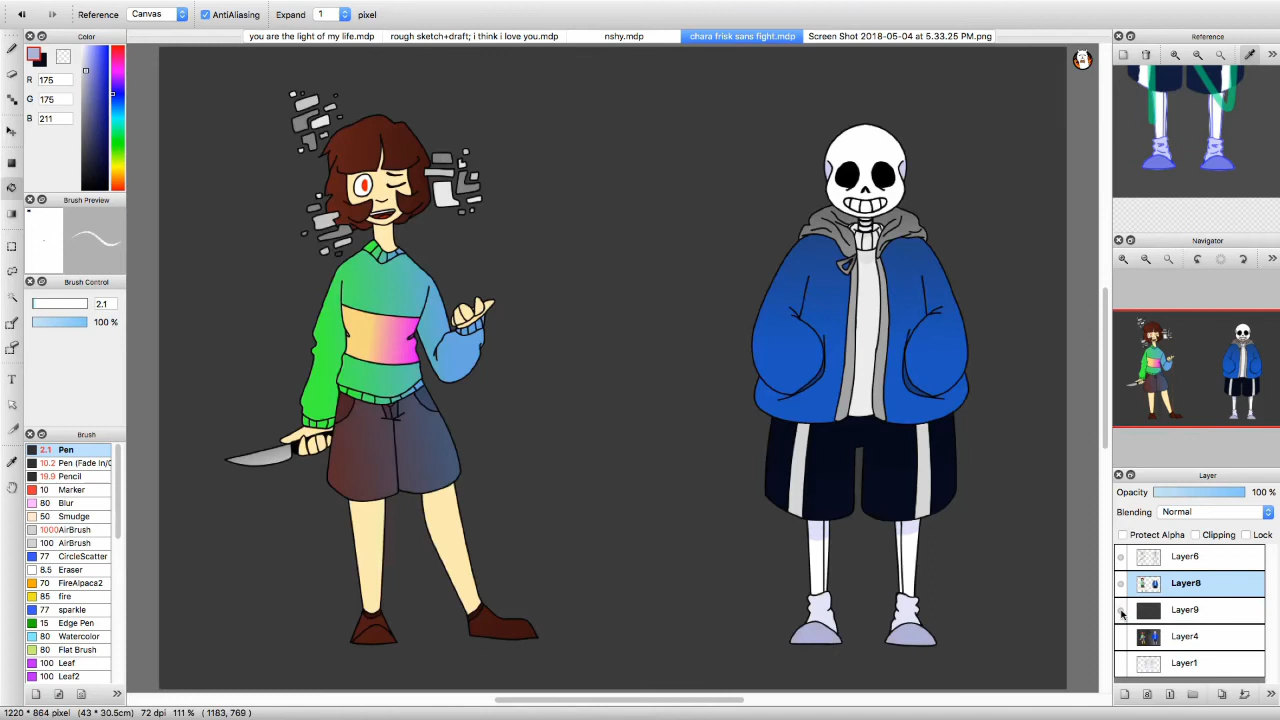 Reference Canvas AntiAliasing Expand 1 pixel
you are the light of my life.mdp rough sketch+draft; i think i love you.mdp nshy.mdp chara frisk sans fight.mdp Screen Shot 2018-05-04 at 5.33.25 PM.png
Color
R 175
G 175
B 211
Brush Preview
Brush Control
2.1
100 %
Brush
2.1 Pen
10.2 Pen (Fade In/O
19.9 Pencil
10 Marker
80 Blur
50 Smudge
1000 AirBrush
100 AirBrush
77 CircleScatter
8.5 Eraser
70 FireAlpaca2
85 fire
77 sparkle
15 Edge Pen
80 Watercolor
80 Flat Brush
100 Leaf
100 Leaf2
Reference
Navigator
Layer
Opacity 100 %
Blending Normal
Protect Alpha Clipping Lock
Layer6
Layer8
Layer9
Layer4
Layer1
1220 * 864 pixel (43 * 30.5cm) 72 dpi 111 % ( 1183, 769 )